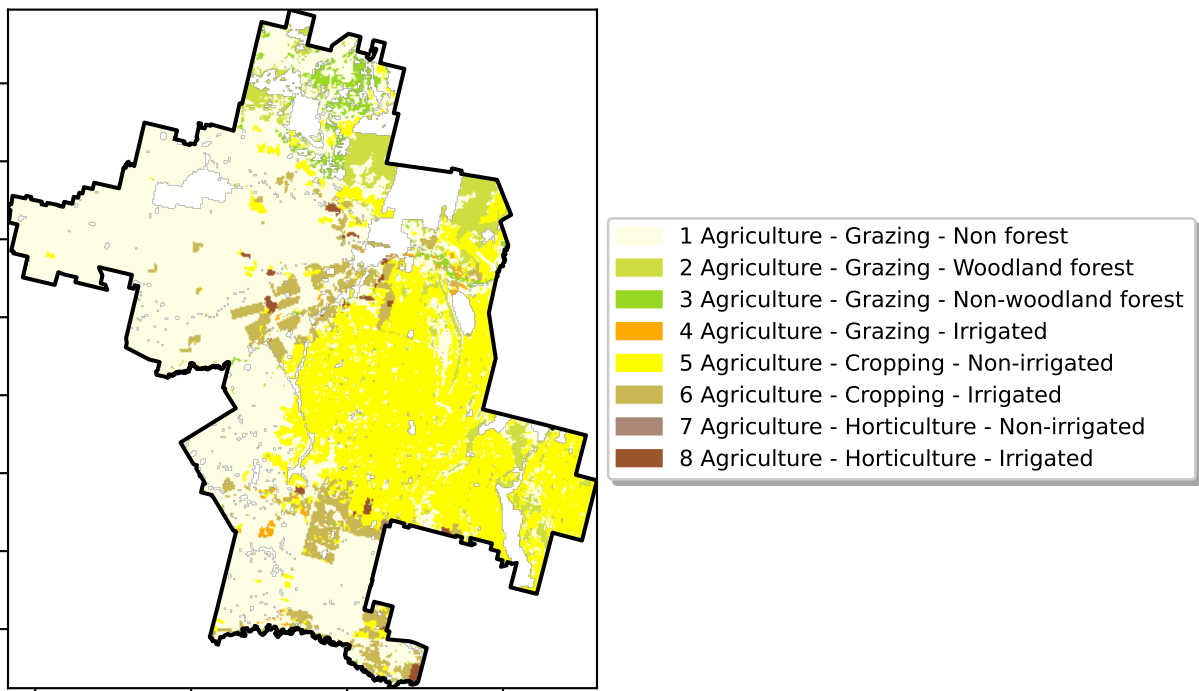 1 Agriculture - Grazing - Non forest
2 Agriculture - Grazing - Woodland forest
3 Agriculture - Grazing - Non-woodland forest
4 Agriculture - Grazing - Irrigated
5 Agriculture - Cropping - Non-irrigated
6 Agriculture - Cropping - Irrigated
7 Agriculture - Horticulture - Non-irrigated
8 Agriculture - Horticulture - Irrigated